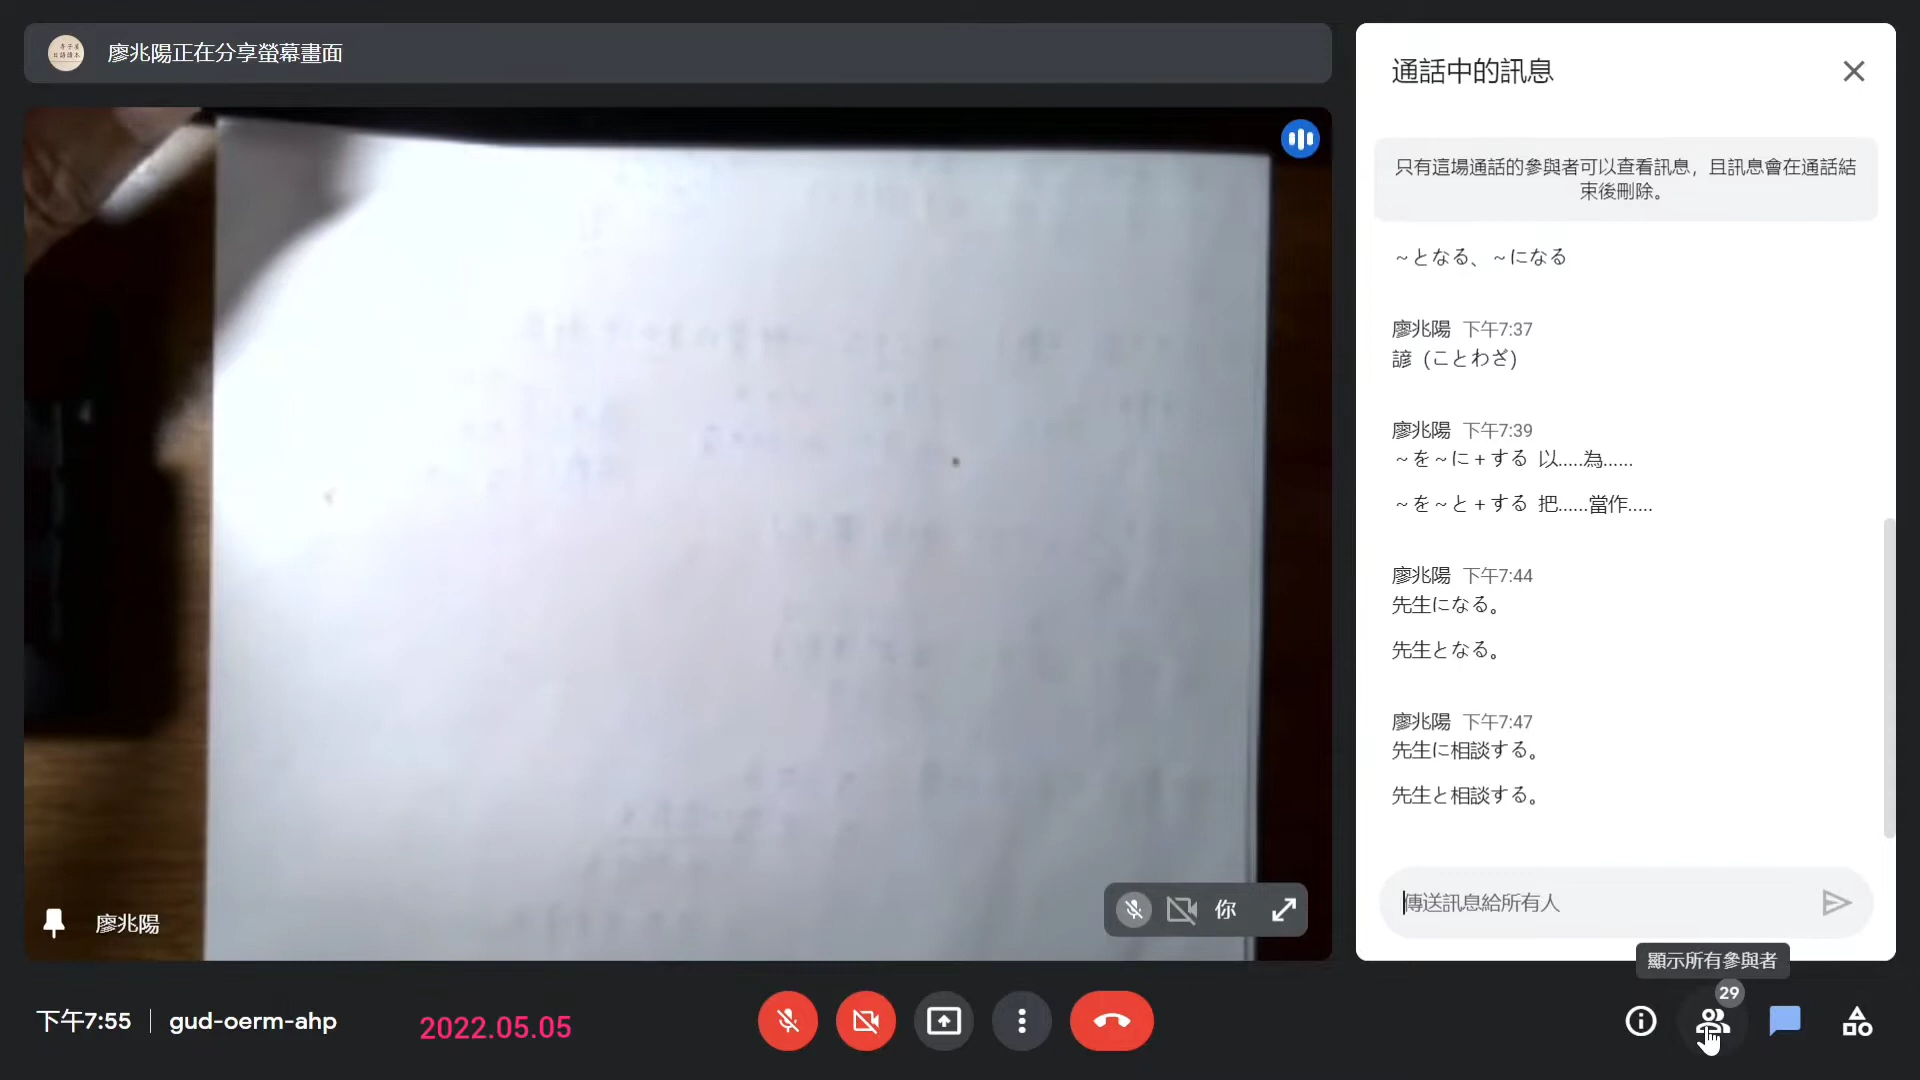 廖兆陽正在分享螢幕畫面
廖兆陽
你
通話中的訊息
只有這場通話的參與者可以查看訊息，且訊息會在通話結
束後刪除。
～となる、～になる
廖兆陽 下午7:37
諺（ことわざ）
廖兆陽 下午7:39
～を～に＋する 以.....為......
～を～と＋する 把......當作.....
廖兆陽 下午7:44
先生になる。
先生となる。
廖兆陽 下午7:47
先生に相談する。
先生と相談する。
傳送訊息給所有人
顯示所有參與者
29
下午7:55
gud-oerm-ahp
2022.05.05